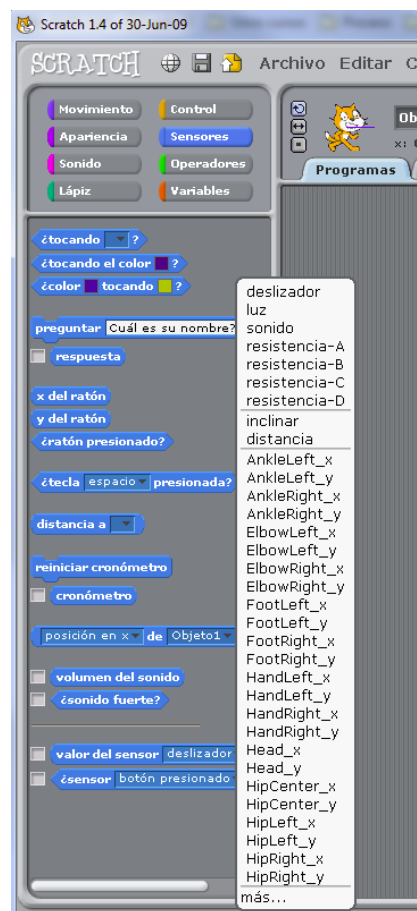 Scratch 1.4 of 30-Jun-09
SCRATCH Archivo Editar C
Movimiento Control
Apariencia Sensores
Sonido Operadores
Lápiz Variables
Ob
x:
Programas
¿tocando ?
¿tocando el color ?
¿color tocando ?
preguntar Cuál es su nombre?
respuesta
x del ratón
y del ratón
¿ratón presionado?
¿tecla espacio presionada?
distancia a
reiniciar cronómetro
cronómetro
posición en x de Objeto1
volumen del sonido
¿sonido fuerte?
valor del sensor deslizador
¿sensor botón presionado
deslizador
luz
sonido
resistencia-A
resistencia-B
resistencia-C
resistencia-D
inclinar
distancia
AnkleLeft_x
AnkleLeft_y
AnkleRight_x
AnkleRight_y
ElbowLeft_x
ElbowLeft_y
ElbowRight_x
ElbowRight_y
FootLeft_x
FootLeft_y
FootRight_x
FootRight_y
HandLeft_x
HandLeft_y
HandRight_x
HandRight_y
Head_x
Head_y
HipCenter_x
HipCenter_y
HipLeft_x
HipLeft_y
HipRight_x
HipRight_y
más...